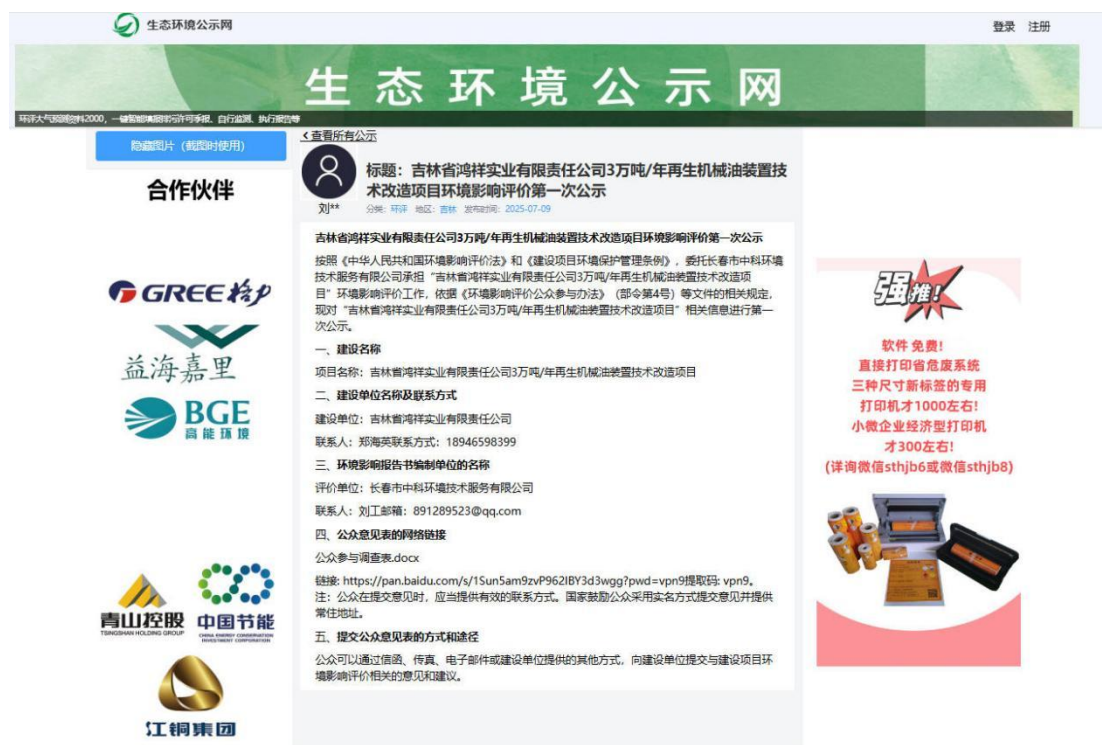 生态环境公示网
登录 注册
生态环境公示网
环评大气预测资料2000,一键智能填报排污许可季报、自行监测、执行报告等
隐藏图片(截图时使用)
合作伙伴
GREE格力
益海嘉里
BGE
高能环境
青山控股
TSINGSHAN HOLDING GROUP
中国节能
CHINA ENERGY CONSERVATION
INVESTMENT CORPORATION
江铜集团
<查看所有公示
刘**
标题:吉林省鸿祥实业有限责任公司3万吨/年再生机械油装置技
术改造项目环境影响评价第一次公示
分类: 环评 地区: 吉林 发布时间: 2025-07-09
吉林省鸿祥实业有限责任公司3万吨/年再生机械油装置技术改造项目环境影响评价第一次公示
按照《中华人民共和国环境影响评价法》和《建设项目环境保护管理条例》,委托长春市中科环境
技术服务有限公司承担“吉林省鸿祥实业有限责任公司3万吨/年再生机械油装置技术改造项
目”环境影响评价工作,依据《环境影响评价公众参与办法》(部令第4号)等文件的相关规定,
现对“吉林省鸿祥实业有限责任公司3万吨/年再生机械油装置技术改造项目”相关信息进行第一
次公示。
一、建设名称
项目名称:吉林省鸿祥实业有限责任公司3万吨/年再生机械油装置技术改造项目
二、建设单位名称及联系方式
建设单位:吉林省鸿祥实业有限责任公司
联系人:郑海英联系方式:18946598399
三、环境影响报告书编制单位的名称
评价单位:长春市中科环境技术服务有限公司
联系人:刘工邮箱:891289523@qq.com
四、公众意见表的网络链接
公众参与调查表.docx
链接: https://pan.baidu.com/s/1Sun5am9zvP962IBY3d3wgg?pwd=vpn9提取码: vpn9。
注:公众在提交意见时,应当提供有效的联系方式。国家鼓励公众采用实名方式提交意见并提供
常住地址。
五、提交公众意见表的方式和途径
公众可以通过信函、传真、电子邮件或建设单位提供的其他方式,向建设单位提交与建设项目环
境影响评价相关的意见和建议。
强推!
软件 免费!
直接打印省危废系统
三种尺寸新标签的专用
打印机才1000左右!
小微企业经济型打印机
才300左右!
(详询微信sthjb6或微信sthjb8)